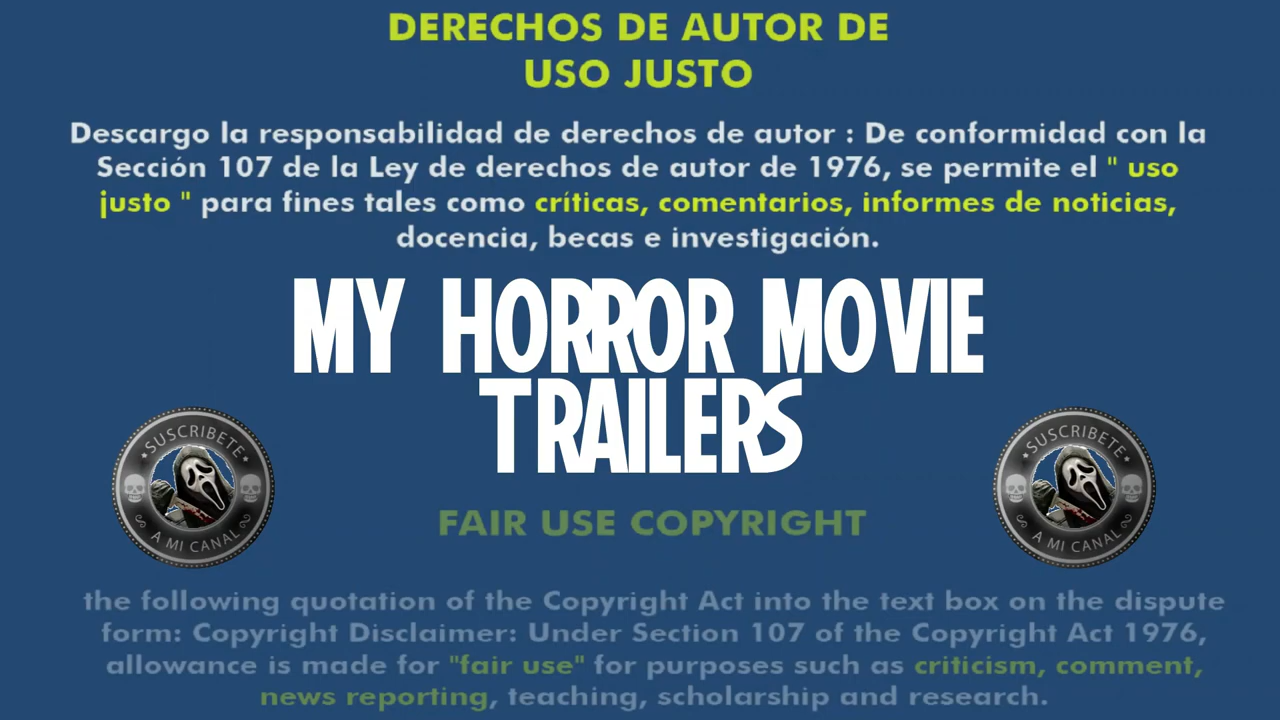 DERECHOS DE AUTOR DE
USO JUSTO
Descargo la responsabilidad de derechos de autor : De conformidad con la
Sección 107 de la Ley de derechos de autor de 1976, se permite el " uso
justo " para fines tales como críticas, comentarios, informes de noticias,
docencia, becas e investigación.
MY HORROR MOVIE
TRAILERS
SUSCRIBETE
A MI CANAL
SUSCRIBETE
A MI CANAL
FAIR USE COPYRIGHT
the following quotation of the Copyright Act into the text box on the dispute
form: Copyright Disclaimer: Under Section 107 of the Copyright Act 1976,
allowance is made for "fair use" for purposes such as criticism, comment,
news reporting, teaching, scholarship and research.